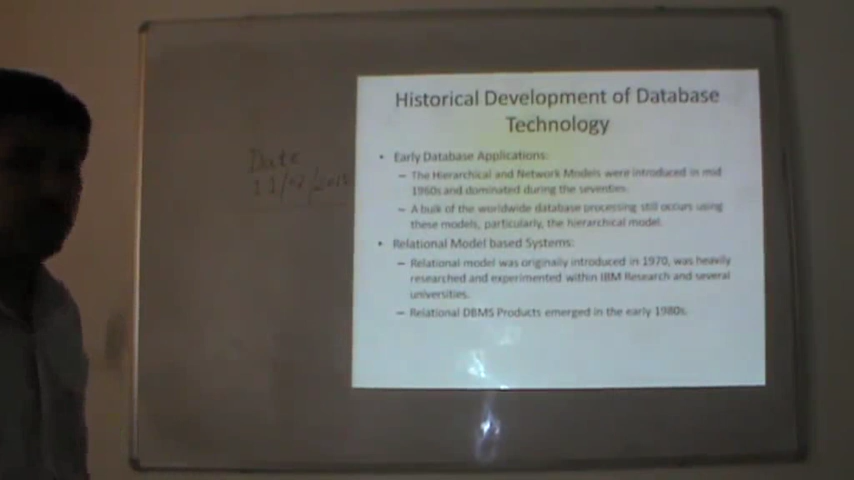 Historical Development of Database
Technology
• Early Database Applications:
– The Hierarchical and Network Models were introduced in mid
1960s and dominated during the seventies.
– A bulk of the worldwide database processing still occurs using
these models, particularly, the hierarchical model.
• Relational Model based Systems:
– Relational model was originally introduced in 1970, was heavily
researched and experimented within IBM Research and several
universities.
– Relational DBMS Products emerged in the early 1980s.
Date